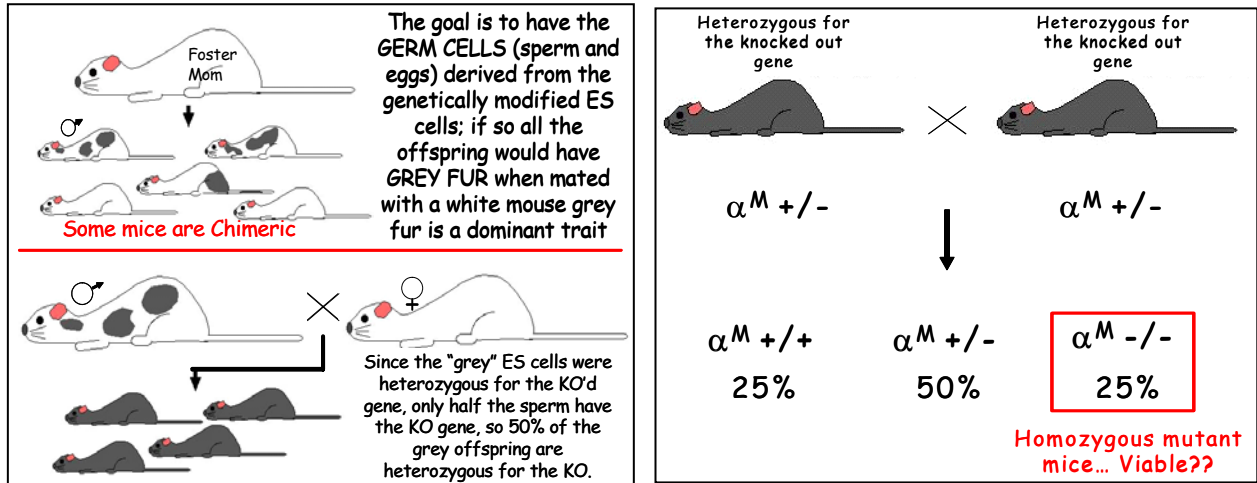 The goal is to have the
GERM CELLS (sperm and
eggs) derived from the
genetically modified ES
cells; if so all the
offspring would have
GREY FUR when mated
with a white mouse grey
fur is a dominant trait
Foster
Mom
Some mice are Chimeric
Since the "grey" ES cells were
heterozygous for the KO'd
gene, only half the sperm have
the KO gene, so 50% of the
grey offspring are
heterozygous for the KO.
Heterozygous for
the knocked out
gene
Heterozygous for
the knocked out
gene
αᴹ +/-
αᴹ +/-
αᴹ +/+
αᴹ +/-
αᴹ -/-
25%
50%
25%
Homozygous mutant
mice... Viable??